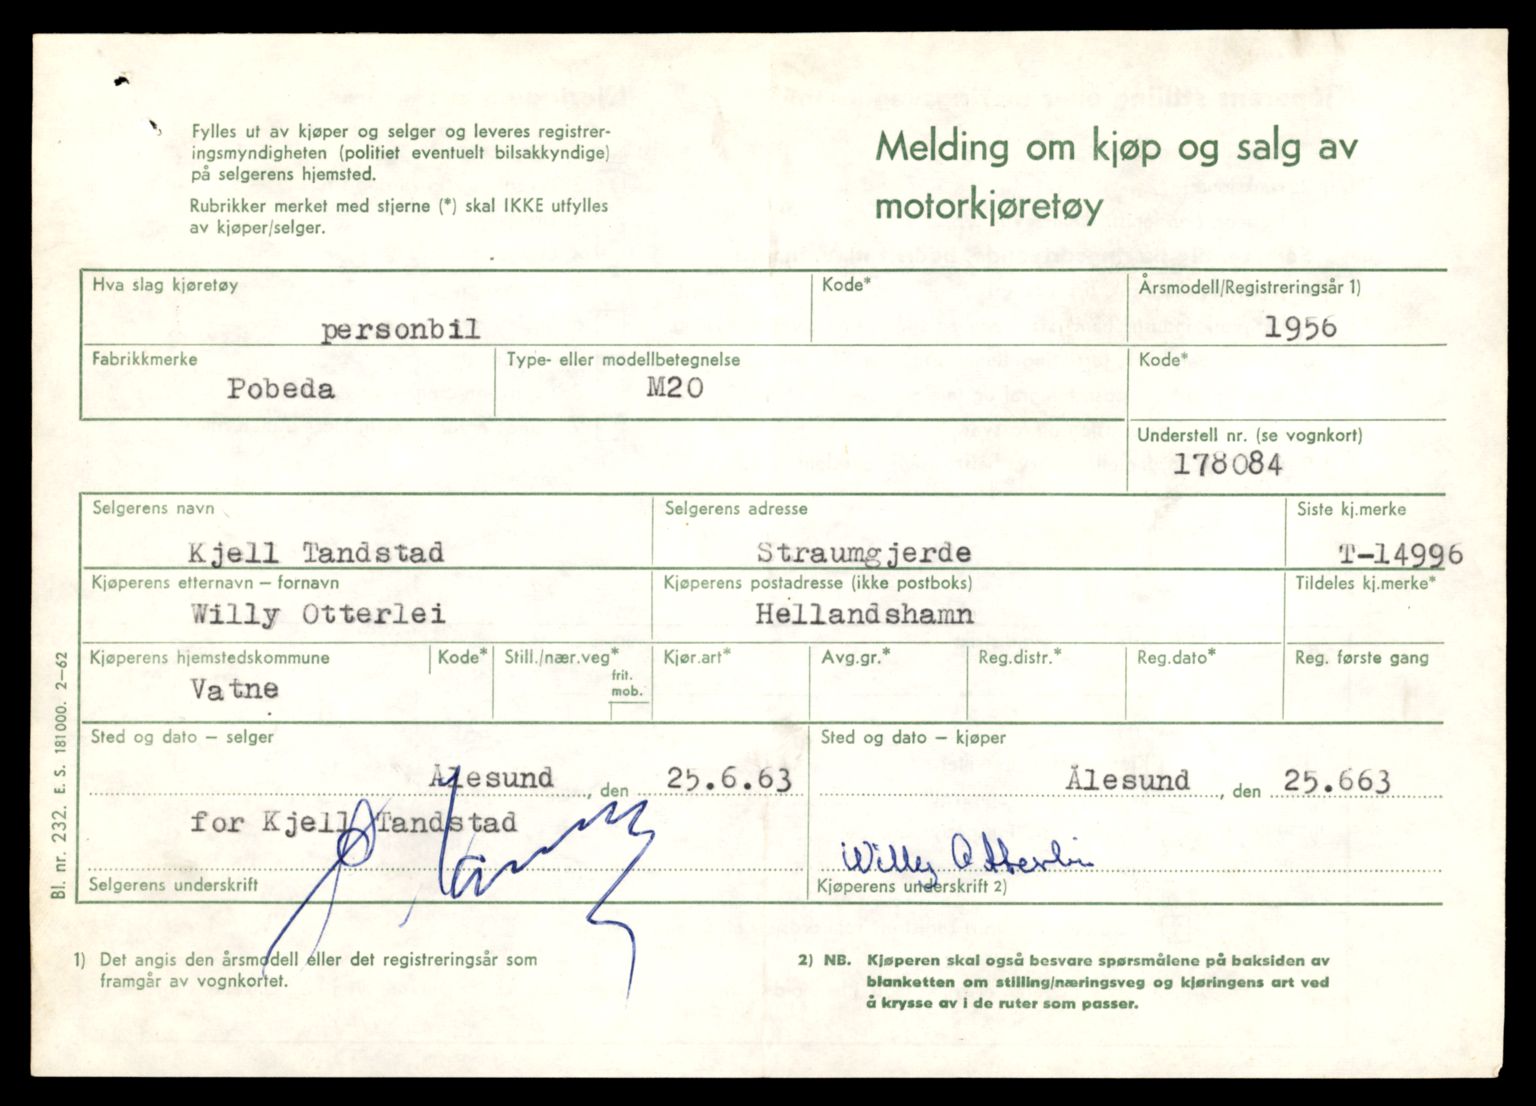 Fylles ut av kjøper og selger og leveres registrer-
ingsmyndigheten (politiet eventuelt bilsakkyndige)
på selgerens hjemsted.
Rubrikker merket med stjerne (*) skal IKKE utfylles
av kjøper/selger.
Melding om kjøp og salg av
motorkjøretøy
Hva slag kjøretøy
Kode*
Årsmodell/Registreringsår 1)
personbil
1956
Fabrikkmerke
Type- eller modellbetegnelse
Kode*
Pobeda
M20
Understell nr. (se vognkort)
178084
Selgerens navn
Selgerens adresse
Siste kj.merke
Kjell Tandstad
Straumgjerde
T-14996
Kjøperens etternavn – fornavn
Kjøperens postadresse (ikke postboks)
Tildeles kj.merke*
Willy Otterlei
Hellandshamn
Kjøperens hjemstedskommune
Kode*
Still./nær.veg*
frit.
mob.
Kjør.art*
Avg.gr.*
Reg.distr.*
Reg.dato*
Reg. første gang
Vatne
Sted og dato – selger
Sted og dato – kjøper
Ålesund, den 25.6.63
Ålesund, den 25.663
for Kjell Tandstad
Willy Otterlei
Selgerens underskrift
Kjøperens underskrift 2)
1) Det angis den årsmodell eller det registreringsår som
framgår av vognkortet.
2) NB. Kjøperen skal også besvare spørsmålene på baksiden av
blanketten om stilling/næringsveg og kjøringens art ved
å krysse av i de ruter som passer.
Bl. nr. 232. E. S. 181000. 2–62